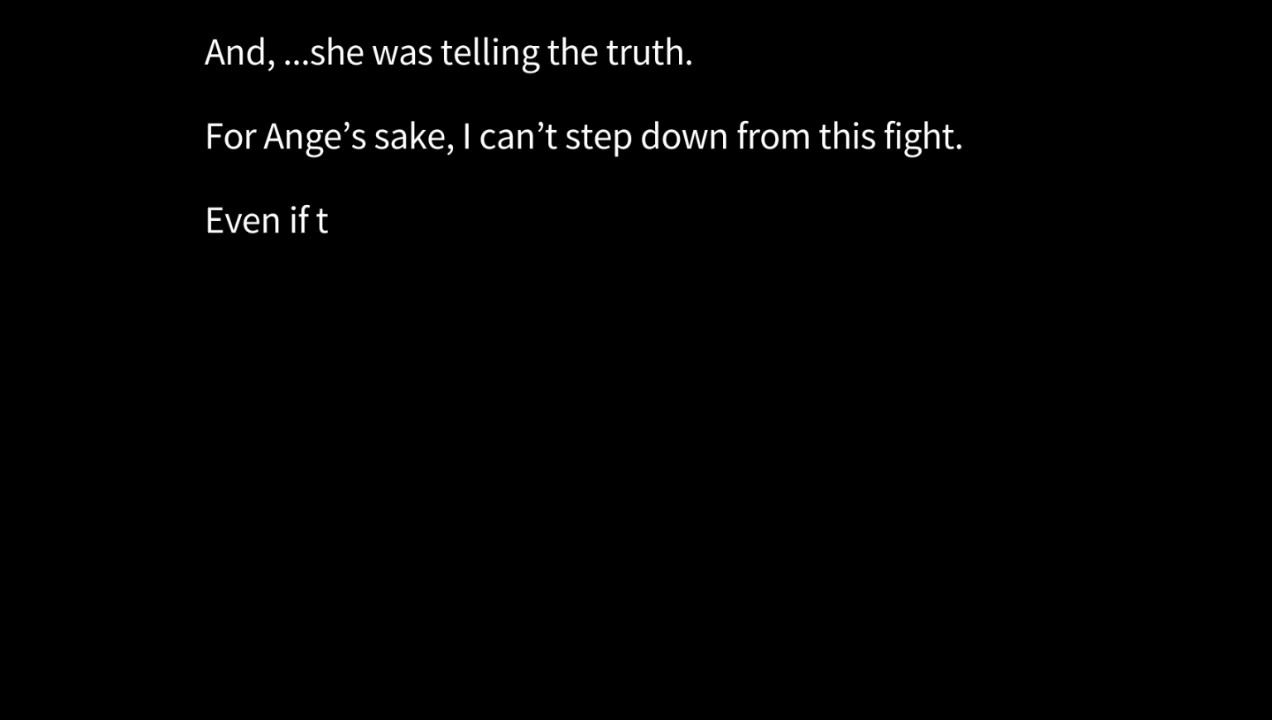 And, ...she was telling the truth.
For Ange’s sake, I can’t step down from this fight.
Even if t